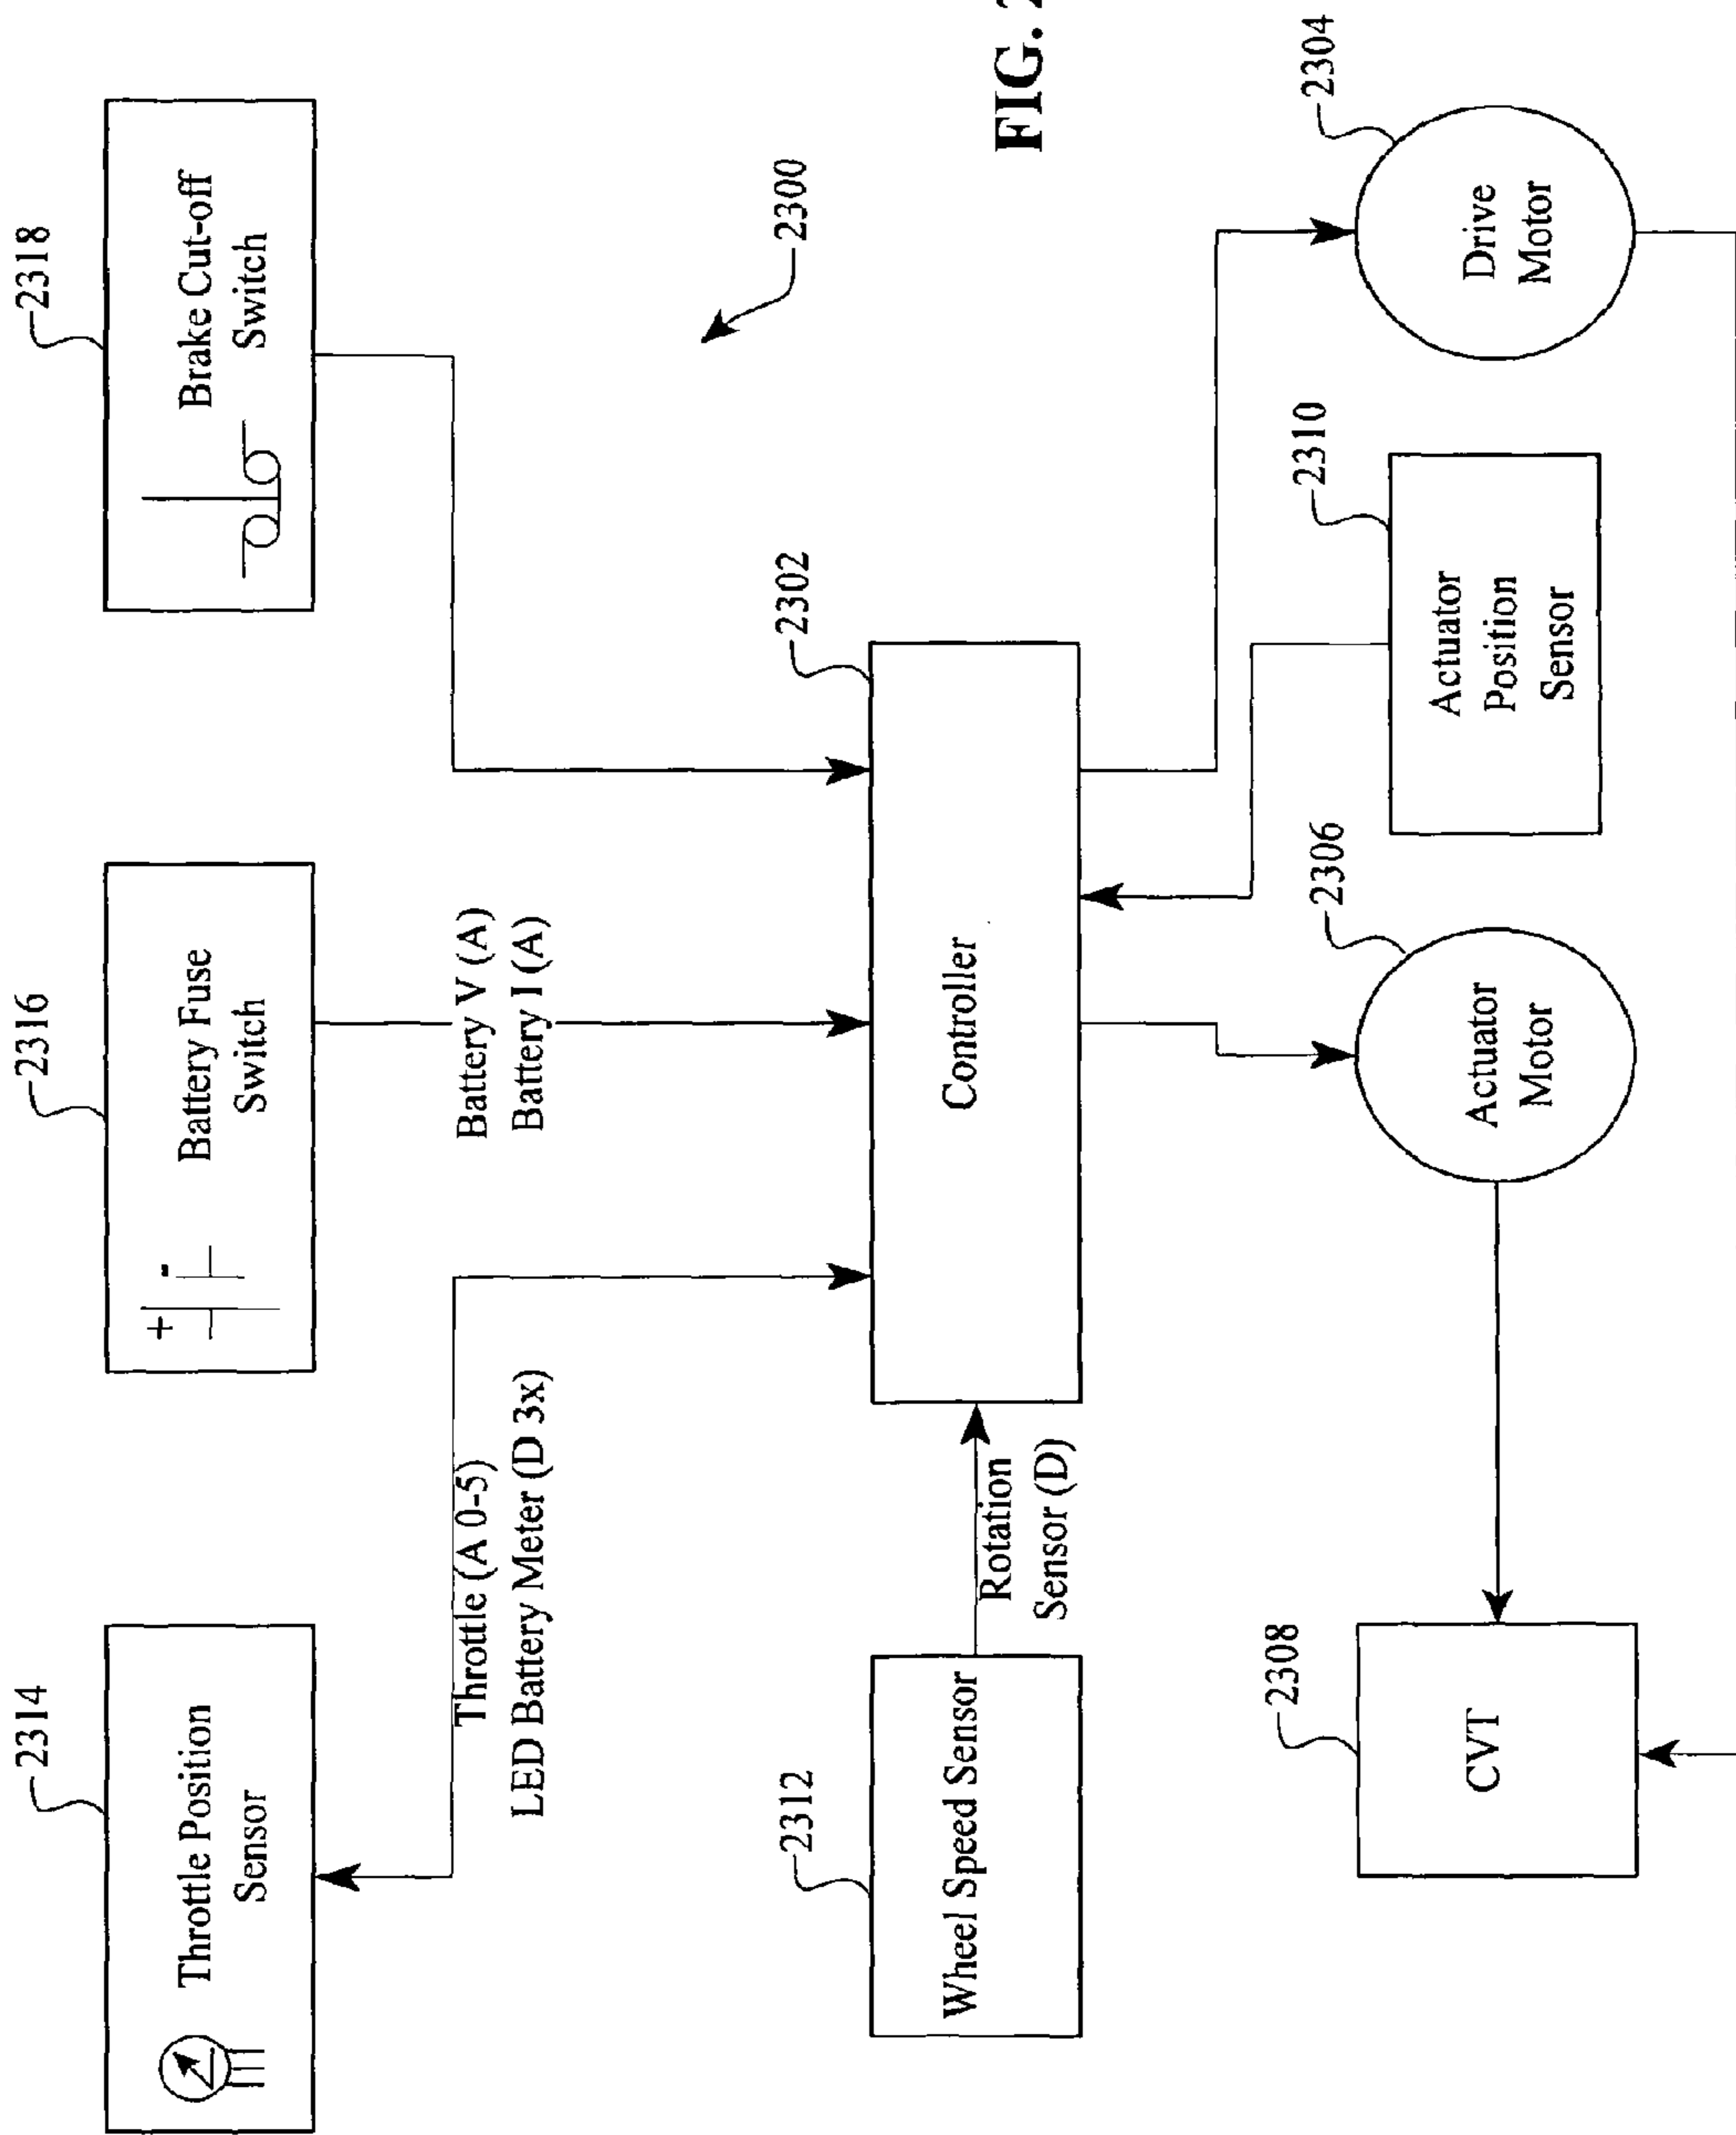 2314
Throttle Position
Sensor
2316
+
-
Battery Fuse
Switch
2318
Brake Cut-off
Switch
Throttle (A 0-5)
LED Battery Meter (D 3x)
Battery V (A)
Battery I (A)
2300
2312
Wheel Speed Sensor
Rotation
Sensor (D)
2302
Controller
FIG. 2
2308
CVT
2306
Actuator
Motor
2310
Actuator
Position
Sensor
2304
Drive
Motor